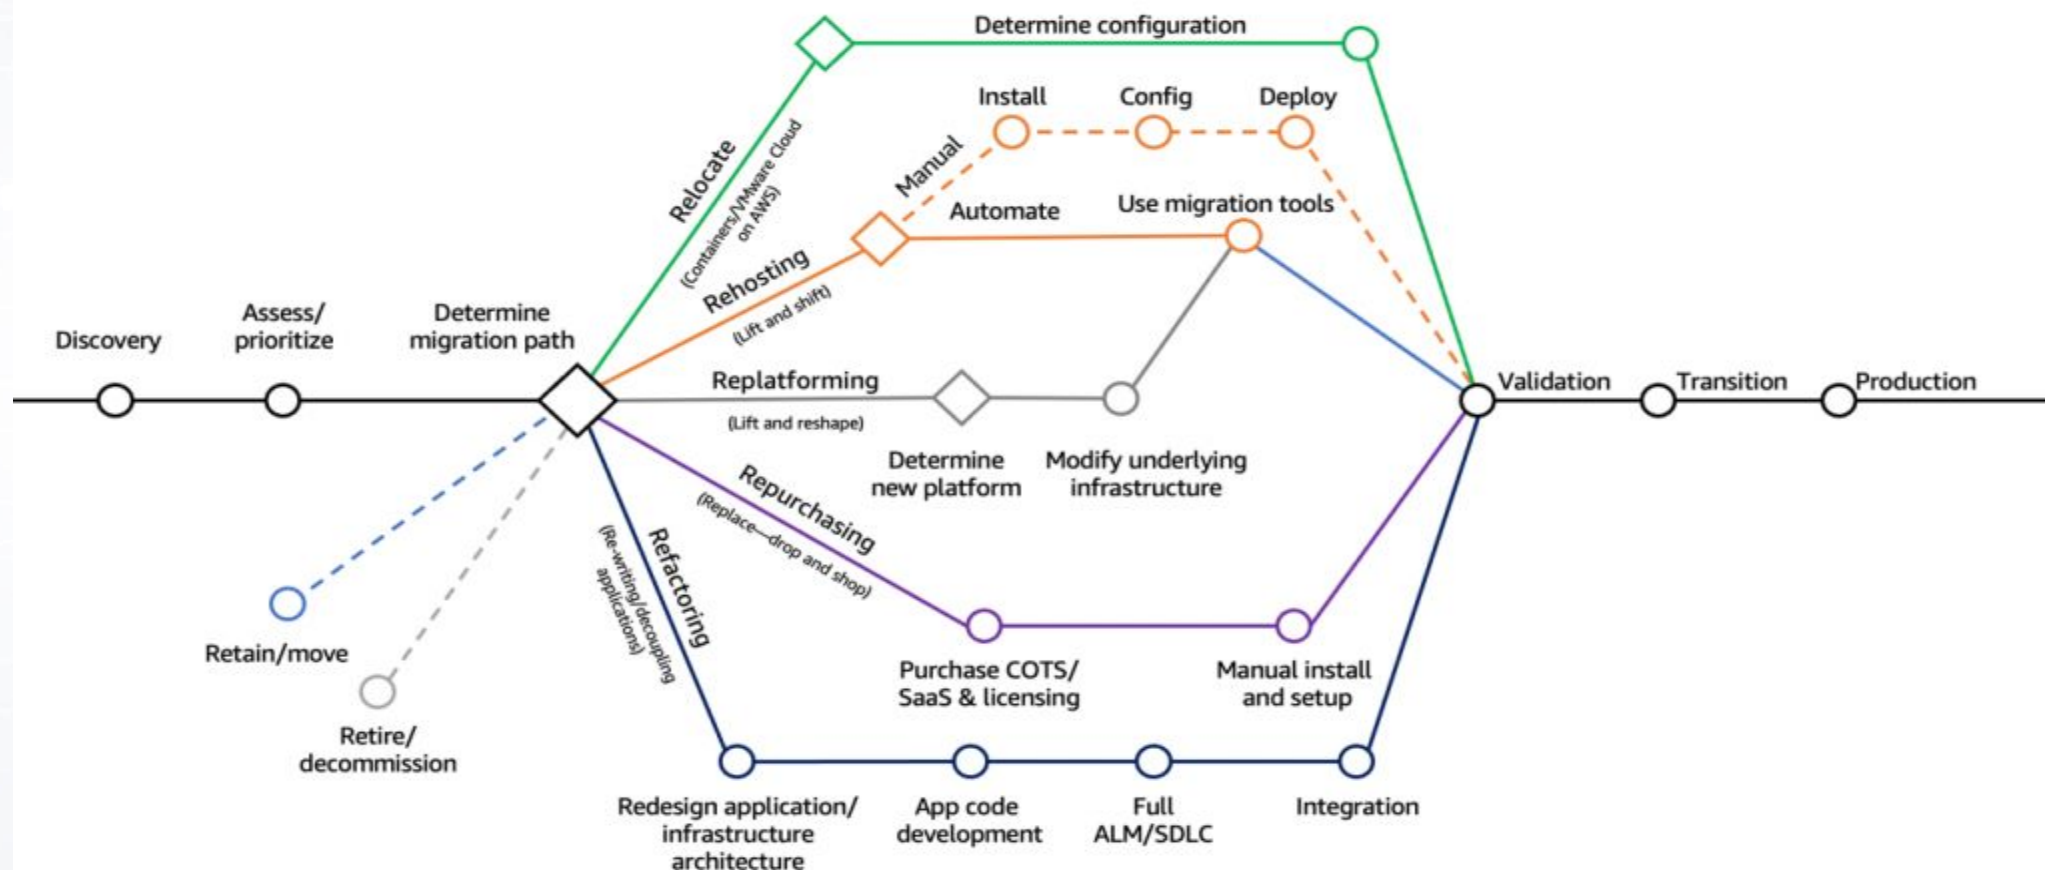 Determine configuration
Install
Config
Deploy
Manual
Relocate
(Containers/VMware Cloud
on AWS)
Automate
Use migration tools
Rehosting
(Lift and shift)
Discovery
Assess/
prioritize
Determine
migration path
Replatforming
(Lift and reshape)
Determine
new platform
Modify underlying
infrastructure
Validation
Transition
Production
Repurchasing
(Replace—drop and shop)
Refactoring
(Re-writing/decoupling
applications)
Retain/move
Retire/
decommission
Purchase COTS/
SaaS & licensing
Manual install
and setup
Redesign application/
infrastructure
architecture
App code
development
Full
ALM/SDLC
Integration